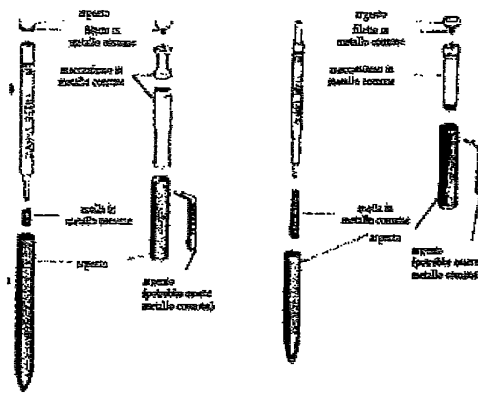 argento
filetto in
metallo comune
meccanismo in
metallo comune
molla in
metallo comune
argento
argento
(potrebbe essere
metallo comune)
argento
filetto in
metallo comune
meccanismo in
metallo comune
molla in
metallo comune
argento
argento
(potrebbe essere
metallo comune)